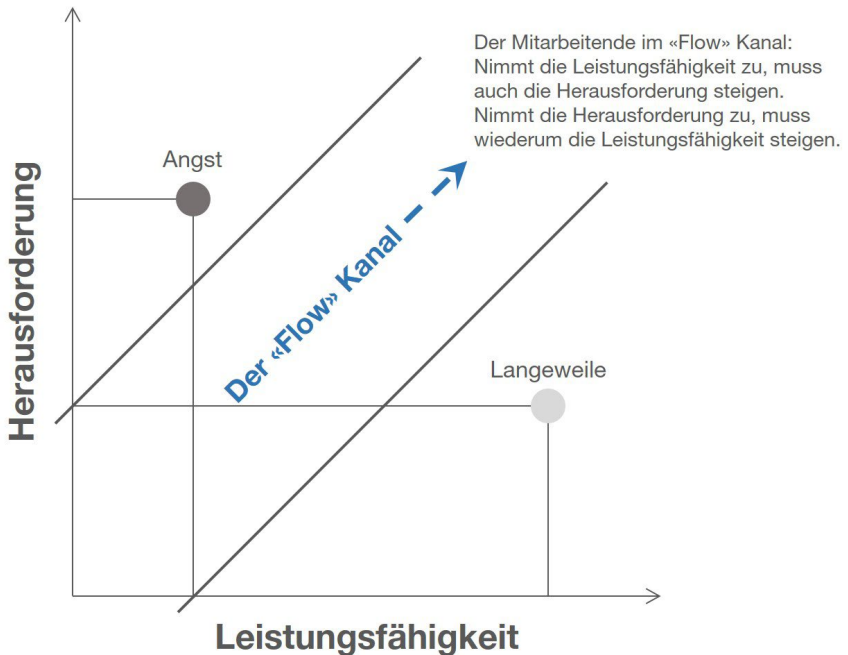 Der Mitarbeitende im «Flow» Kanal:
Nimmt die Leistungsfähigkeit zu, muss
auch die Herausforderung steigen.
Nimmt die Herausforderung zu, muss
wiederum die Leistungsfähigkeit steigen.
Angst
Herausforderung
Der «Flow» Kanal
Langeweile
Leistungsfähigkeit